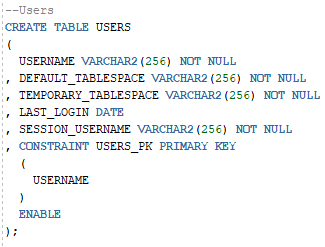 --Users
CREATE TABLE USERS
(
  USERNAME VARCHAR2(256) NOT NULL
, DEFAULT_TABLESPACE VARCHAR2(256) NOT NULL
, TEMPORARY_TABLESPACE VARCHAR2(256) NOT NULL
, LAST_LOGIN DATE
, SESSION_USERNAME VARCHAR2(256) NOT NULL
, CONSTRAINT USERS_PK PRIMARY KEY
  (
    USERNAME
  )
  ENABLE
);